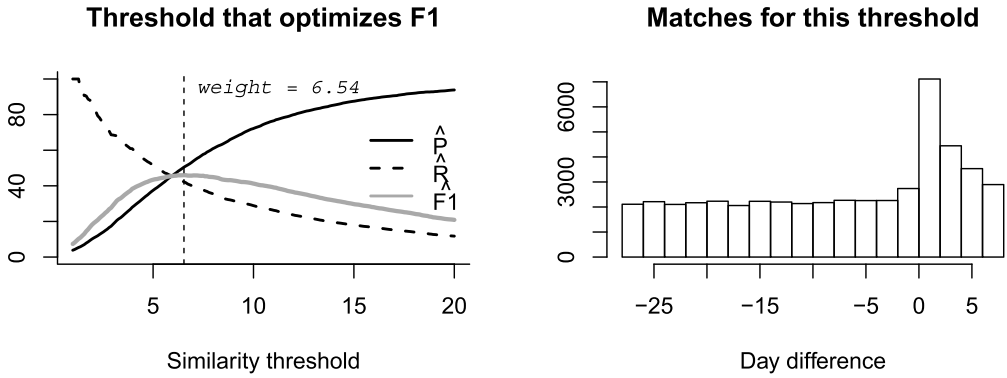 Threshold that optimizes F1
weight = 6.54
P̂
R̂
F̂1
0 40 80
5 10 15 20
Similarity threshold
Matches for this threshold
0 3000 6000
−25 −15 −5 0 5
Day difference